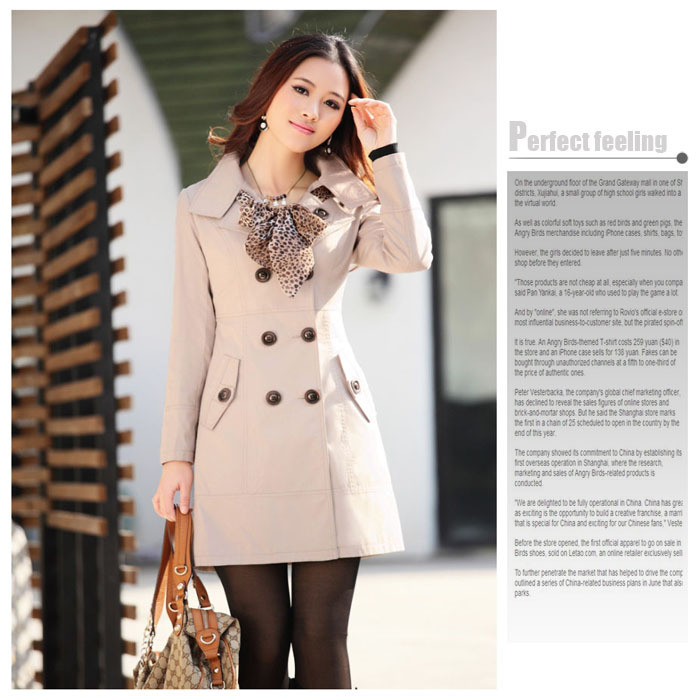 Perfect feeling
On the underground floor of the Grand Gateway mall in one of
districts, Xujiahui, a small group of high school girls walked into a
the virtual world.
As well as colorful soft toys such as red birds and green pigs, the
Angry Birds merchandise including iPhone cases, shirts, bags,
However, the girls decided to leave after just five minutes. No
shop before they entered.
"Those products are not cheap at all, especially when you
said Pan Yankai, a 16-year-old who used to play the game a lot.
And by "online", she was not referring to Rovio's official e-store
most influential business-to-customer site, but the pirated
It is true. An Angry Birds-themed T-shirt costs 259 yuan ($40) in
the store and an iPhone case sells for 136 yuan. Fakes can be
bought through unauthorized channels at a fifth to one-third of
the price of authentic ones.
Peter Vesterbacka, the company's global chief marketing officer,
has declined to reveal the sales figures of online stores and
brick-and-mortar shops. But he said the Shanghai store marks
the first in a chain of 25 scheduled to open in the country by the
end of this year.
The company showed its commitment to China by establishing its
first overseas operation in Shanghai, where the research,
marketing and sales of Angry Birds-related products is
conducted.
"We are delighted to be fully operational in China. China has
as exciting is the opportunity to build a creative franchise, a
that is special for China and exciting for our Chinese fans,"
Before the store opened, the first official apparel to go on sale in
Birds shoes, sold on Letao.com, an online retailer exclusively
To further penetrate the market that has helped to drive the
outlined a series of China-related business plans in June that
parks.